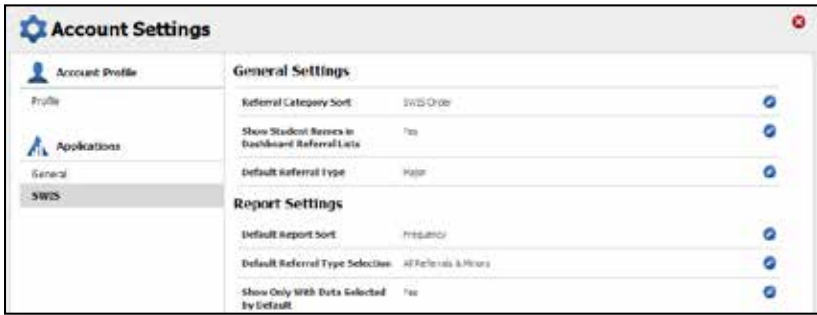 Account Settings
Account Profile
Profile
Applications
General
SWIS
General Settings
Referral Category Sort SWIS Order
Show Student Names in Yes
Dashboard Referral Lists
Default Referral Type Major
Report Settings
Default Report Sort Frequency
Default Referral Type Selection All Referrals & Minors
Show Only With Data Selected Yes
by Default